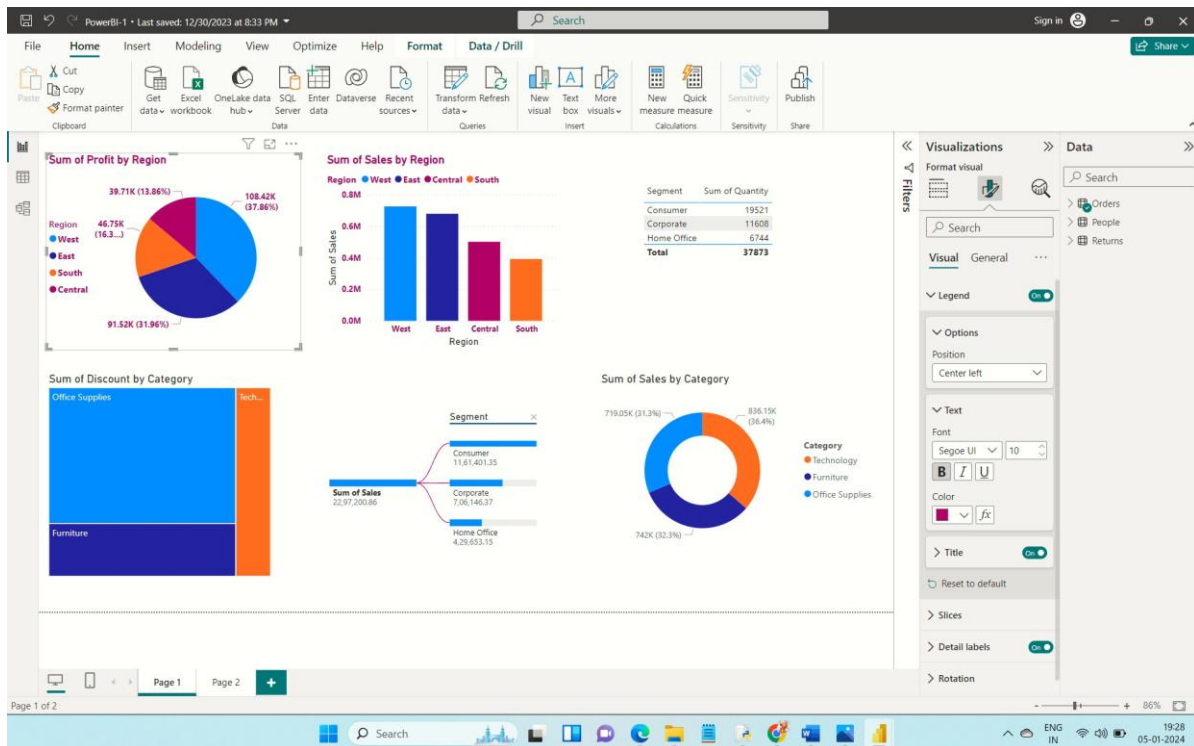 PowerBI-1 • Last saved: 12/30/2023 at 8:33 PM
Search
Sign in
File Home Insert Modeling View Optimize Help Format Data / Drill
Share
Paste
Cut
Copy
Format painter
Get data
Excel workbook
OneLake data hub
SQL Server
Enter data
Dataverse
Recent sources
Transform data
Refresh
New visual
Text box
More visuals
New measure
Quick measure
Sensitivity
Publish
Clipboard
Data
Queries
Insert
Calculations
Sensitivity
Share
Sum of Profit by Region
39.71K (13.86%)
108.42K
(37.86%)
46.75K
(16.3...)
91.52K (31.96%)
Region
West
East
South
Central
Sum of Sales by Region
Region West East Central South
Sum of Sales
0.8M
0.6M
0.4M
0.2M
0.0M
West East Central South
Region
Segment Sum of Quantity
Consumer 19521
Corporate 11608
Home Office 6744
Total 37873
Sum of Discount by Category
Office Supplies
Tech...
Furniture
Segment
Sum of Sales
22,97,200.86
Consumer
11,61,401.35
Corporate
7,06,146.37
Home Office
4,29,653.15
Sum of Sales by Category
719.05K (31.3%)
836.15K
(36.4%)
742K (32.3%)
Category
Technology
Furniture
Office Supplies
Filters
Visualizations
Format visual
Search
Visual General
Legend
On
Options
Position
Center left
Text
Font
Segoe UI 10
B I U
Color
fx
Title
On
Reset to default
Slices
Detail labels
On
Rotation
Data
Search
Orders
People
Returns
Page 1 Page 2
Page 1 of 2
86%
Search
ENG
IN
19:28
05-01-2024